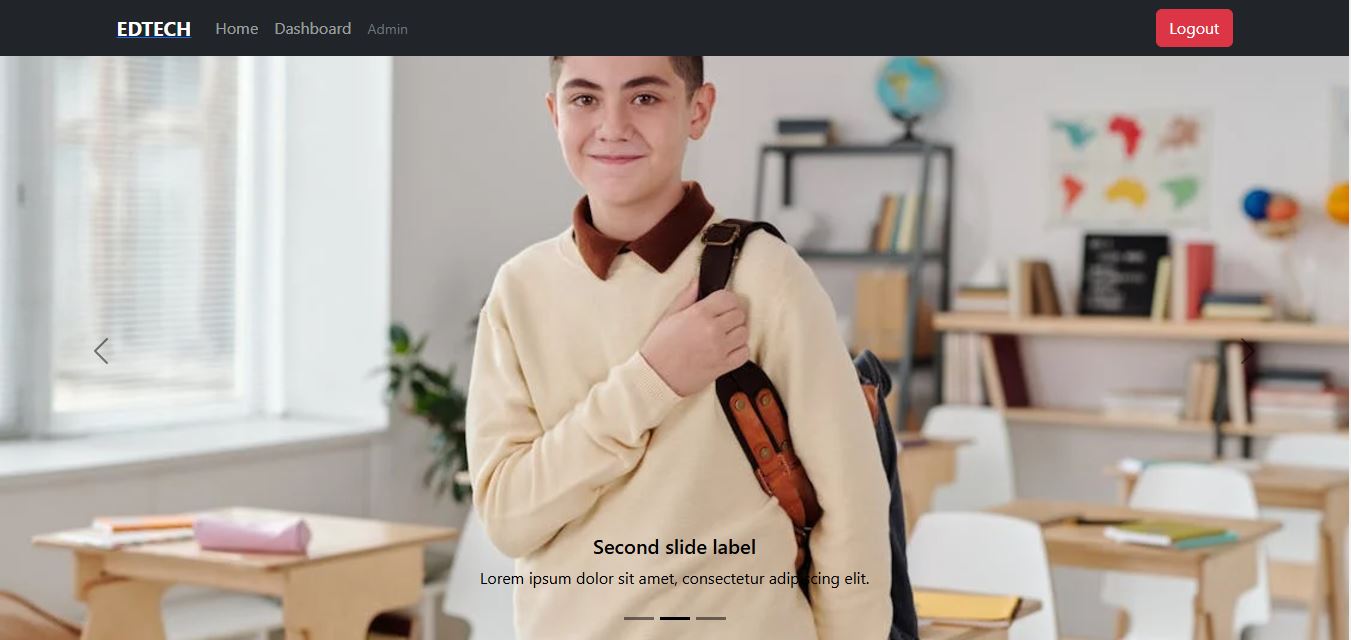 EDTECH Home Dashboard Admin Logout
Second slide label
Lorem ipsum dolor sit amet, consectetur adipiscing elit.